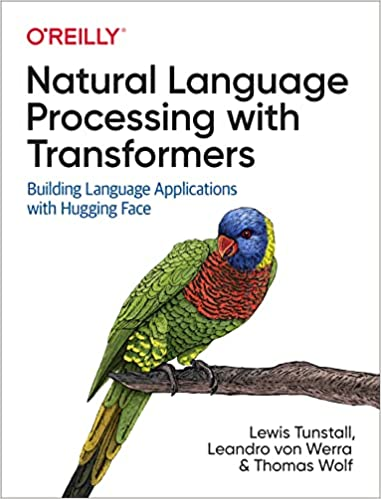 O'REILLY®
Natural Language
Processing with
Transformers
Building Language Applications
with Hugging Face
Lewis Tunstall,
Leandro von Werra
& Thomas Wolf